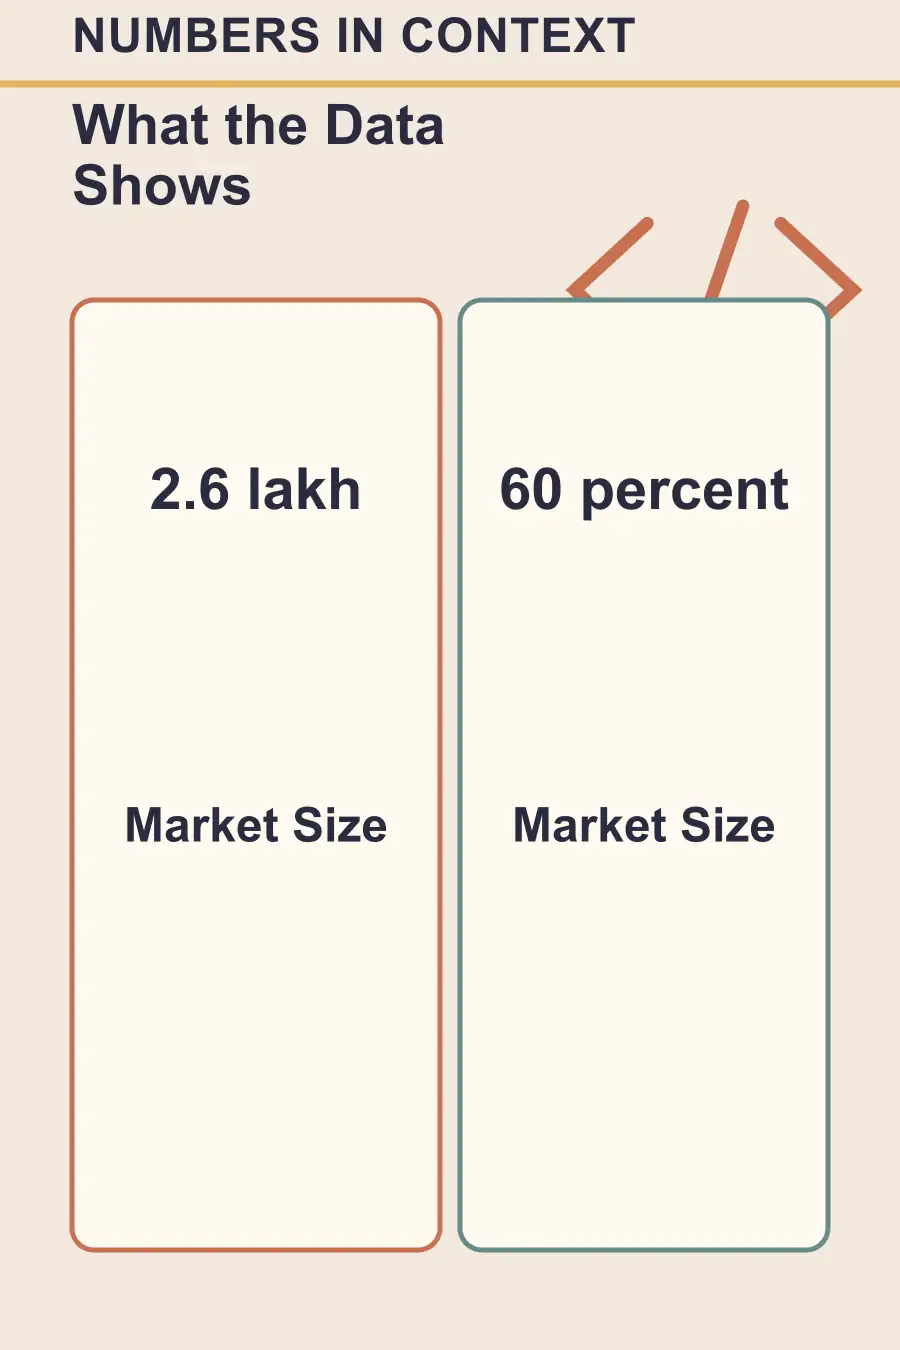 NUMBERS IN CONTEXT
What the Data
Shows
2.6 lakh
Market Size
60 percent
Market Size